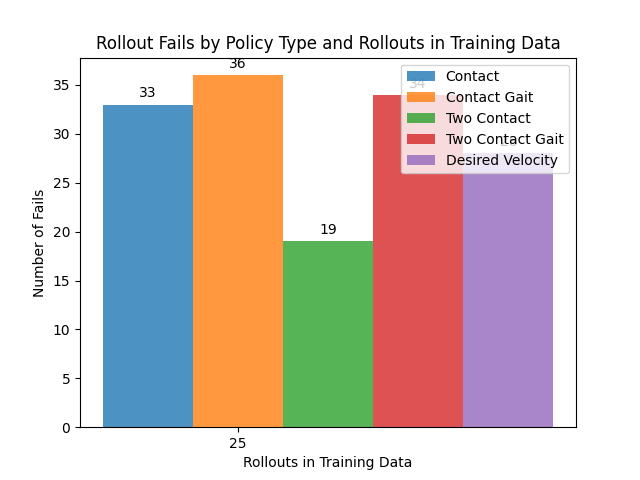 Rollout Fails by Policy Type and Rollouts in Training Data
Number of Fails
35
30
25
20
15
10
5
0
33
36
19
34
Contact
Contact Gait
Two Contact
Two Contact Gait
Desired Velocity
25
Rollouts in Training Data